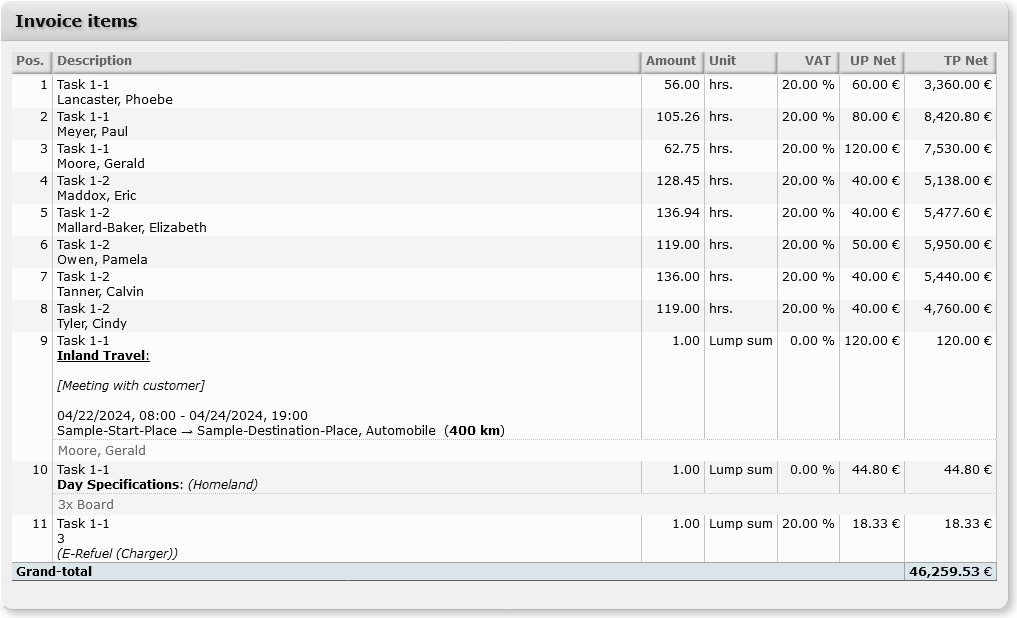 Invoice items
Pos. Description Amount Unit VAT UP Net TP Net
1 Task 1-1 56.00 hrs. 20.00 % 60.00 € 3,360.00 €
Lancaster, Phoebe
2 Task 1-1 105.26 hrs. 20.00 % 80.00 € 8,420.80 €
Meyer, Paul
3 Task 1-1 62.75 hrs. 20.00 % 120.00 € 7,530.00 €
Moore, Gerald
4 Task 1-2 128.45 hrs. 20.00 % 40.00 € 5,138.00 €
Maddox, Eric
5 Task 1-2 136.94 hrs. 20.00 % 40.00 € 5,477.60 €
Mallard-Baker, Elizabeth
6 Task 1-2 119.00 hrs. 20.00 % 50.00 € 5,950.00 €
Owen, Pamela
7 Task 1-2 136.00 hrs. 20.00 % 40.00 € 5,440.00 €
Tanner, Calvin
8 Task 1-2 119.00 hrs. 20.00 % 40.00 € 4,760.00 €
Tyler, Cindy
9 Task 1-1 1.00 Lump sum 0.00 % 120.00 € 120.00 €
Inland Travel:
[Meeting with customer]
04/22/2024, 08:00 - 04/24/2024, 19:00
Sample-Start-Place → Sample-Destination-Place, Automobile (400 km)
Moore, Gerald
10 Task 1-1 1.00 Lump sum 0.00 % 44.80 € 44.80 €
Day Specifications: (Homeland)
3x Board
11 Task 1-1 1.00 Lump sum 20.00 % 18.33 € 18.33 €
3
(E-Refuel (Charger))
Grand-total 46,259.53 €